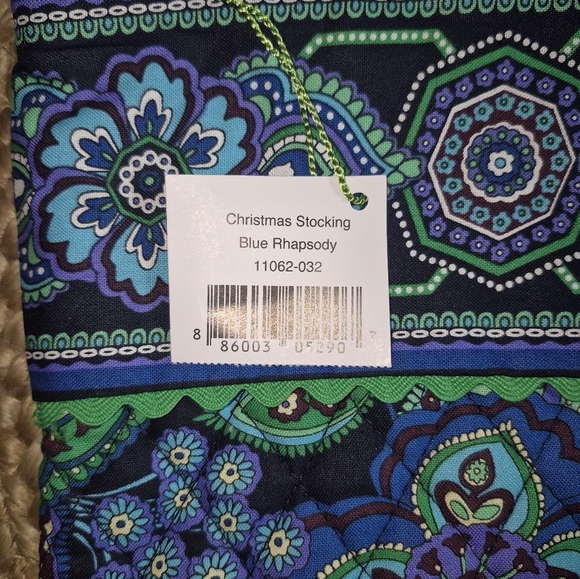 Christmas Stocking
Blue Rhapsody
11062-032
8 86003 05290 7